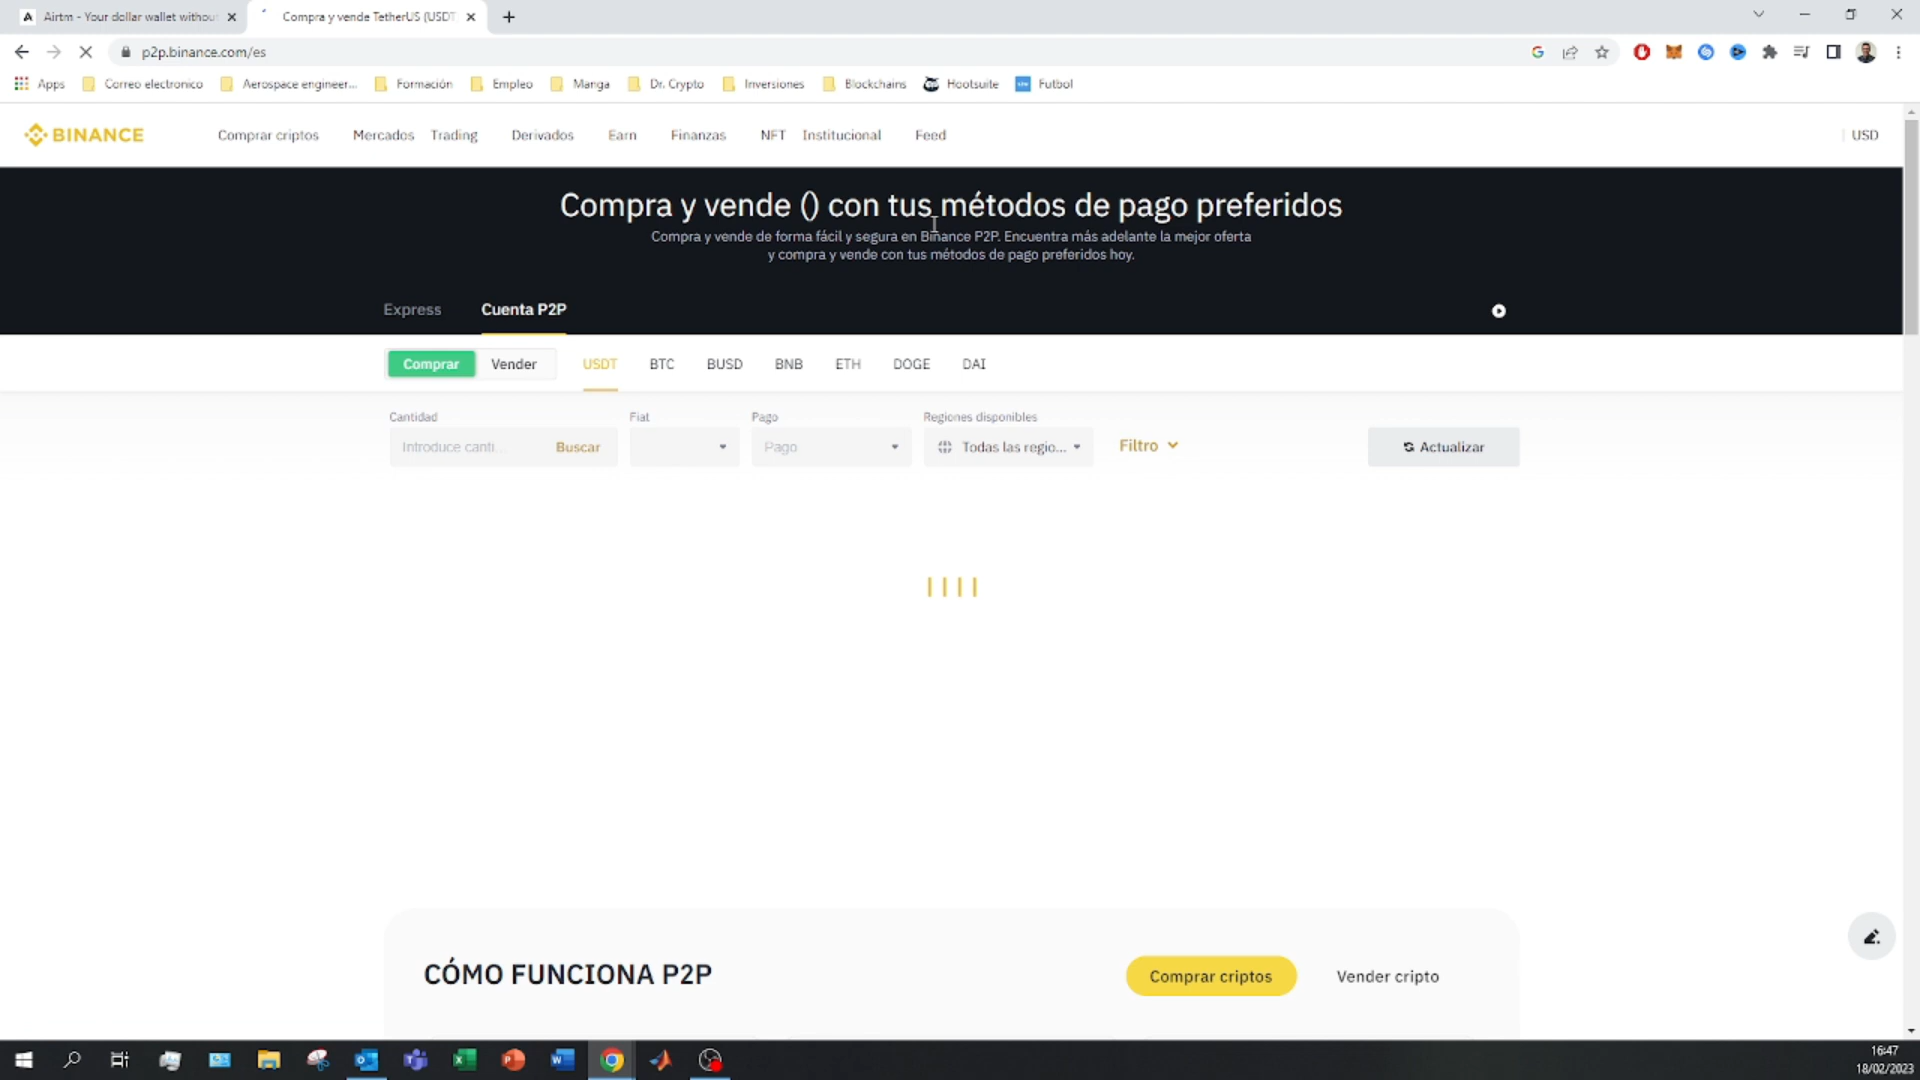 Airtm - Your dollar wallet withou
Compra y vende TetherUS (USDT
p2p.binance.com/es
Apps
Correo electronico
Aerospace engineer...
Formación
Empleo
Manga
Dr. Crypto
Inversiones
Blockchains
Hootsuite
Futbol
BINANCE
Comprar criptos
Mercados
Trading
Derivados
Earn
Finanzas
NFT
Institucional
Feed
USD
Compra y vende () con tus métodos de pago preferidos
Compra y vende de forma fácil y segura en Binance P2P. Encuentra más adelante la mejor oferta
y compra y vende con tus métodos de pago preferidos hoy.
Express
Cuenta P2P
Comprar
Vender
USDT
BTC
BUSD
BNB
ETH
DOGE
DAI
Cantidad
Fiat
Pago
Regiones disponibles
Introduce canti...
Buscar
Pago
Todas las regio...
Filtro
Actualizar
CÓMO FUNCIONA P2P
Comprar criptos
Vender cripto
16:47
18/02/2023